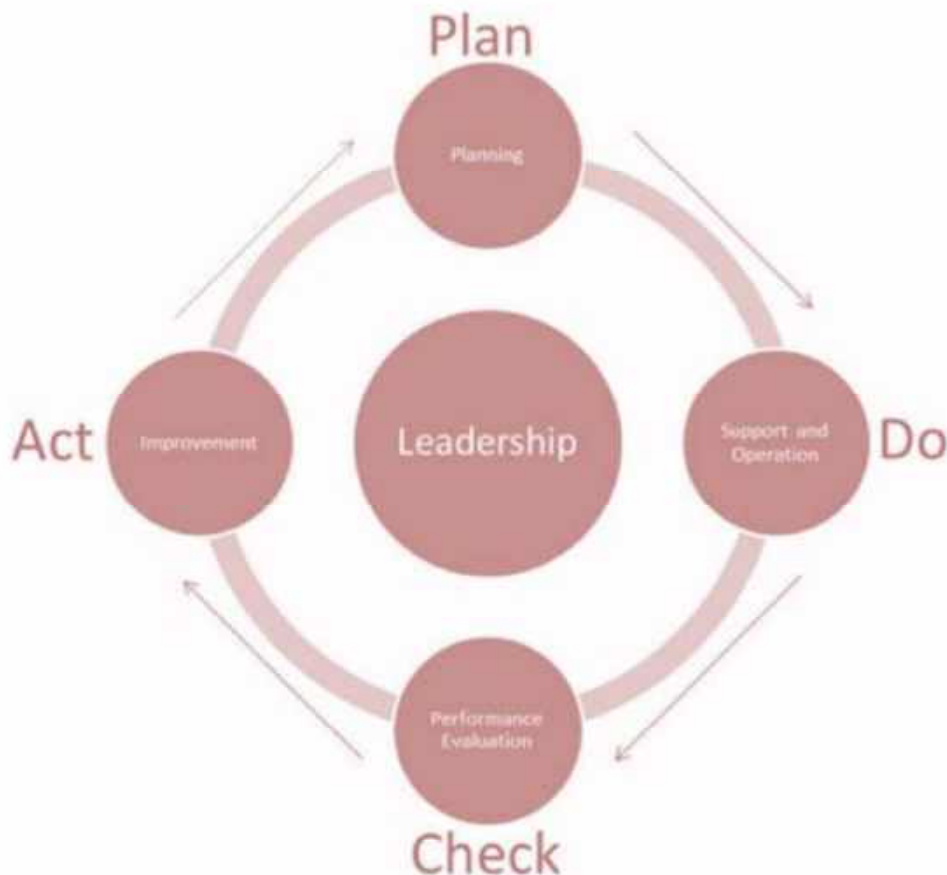 Plan
Planning
Act
Improvement
Leadership
Support and
Operation
Do
Performance
Evaluation
Check